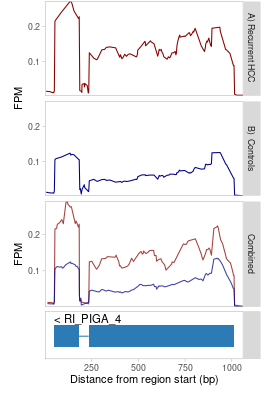 0.2
0.1
A) Recurrent HCC
FPM
0.2
0.1
B) Controls
0.2
0.1
FPM
Combined
< RI_PIGA_4
250 500 750 1000
Distance from region start (bp)